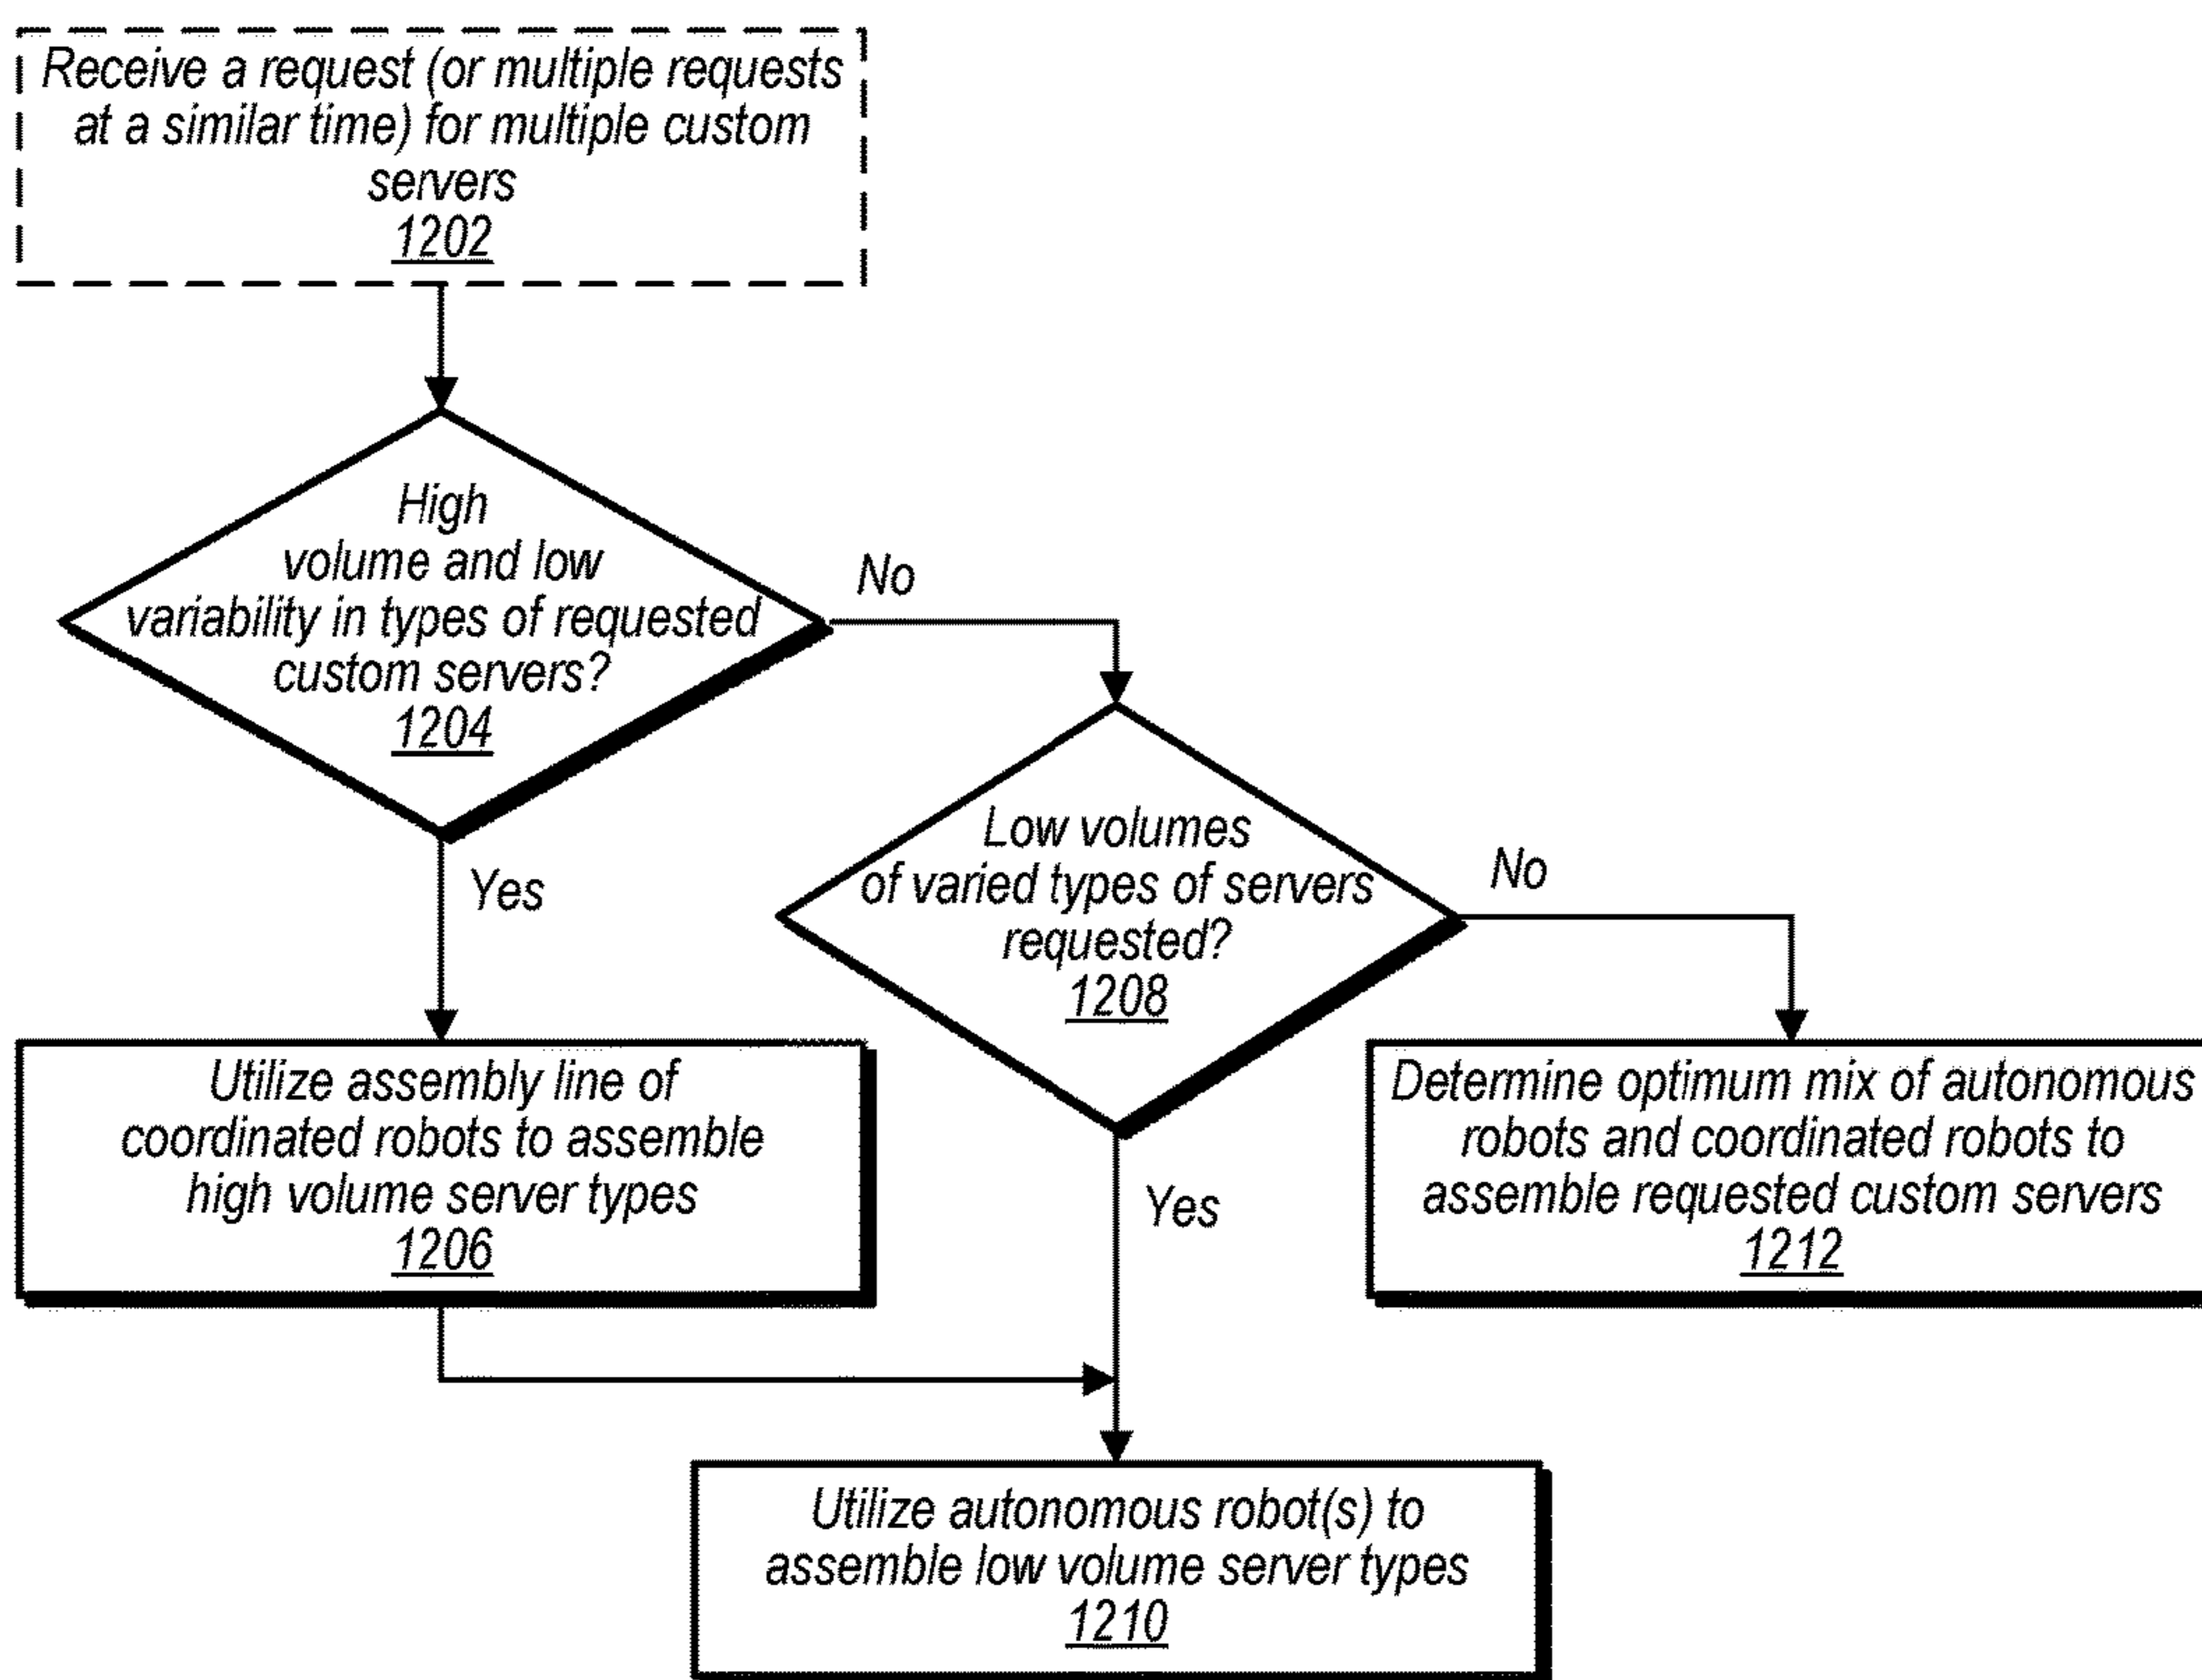 Receive a request (or multiple requests
at a similar time) for multiple custom
servers
1202
High
volume and low
variability in types of requested
custom servers?
1204
No
Yes
Low volumes
of varied types of servers
requested?
1208
No
Yes
Utilize assembly line of
coordinated robots to assemble
high volume server types
1206
Determine optimum mix of autonomous
robots and coordinated robots to
assemble requested custom servers
1212
Utilize autonomous robot(s) to
assemble low volume server types
1210